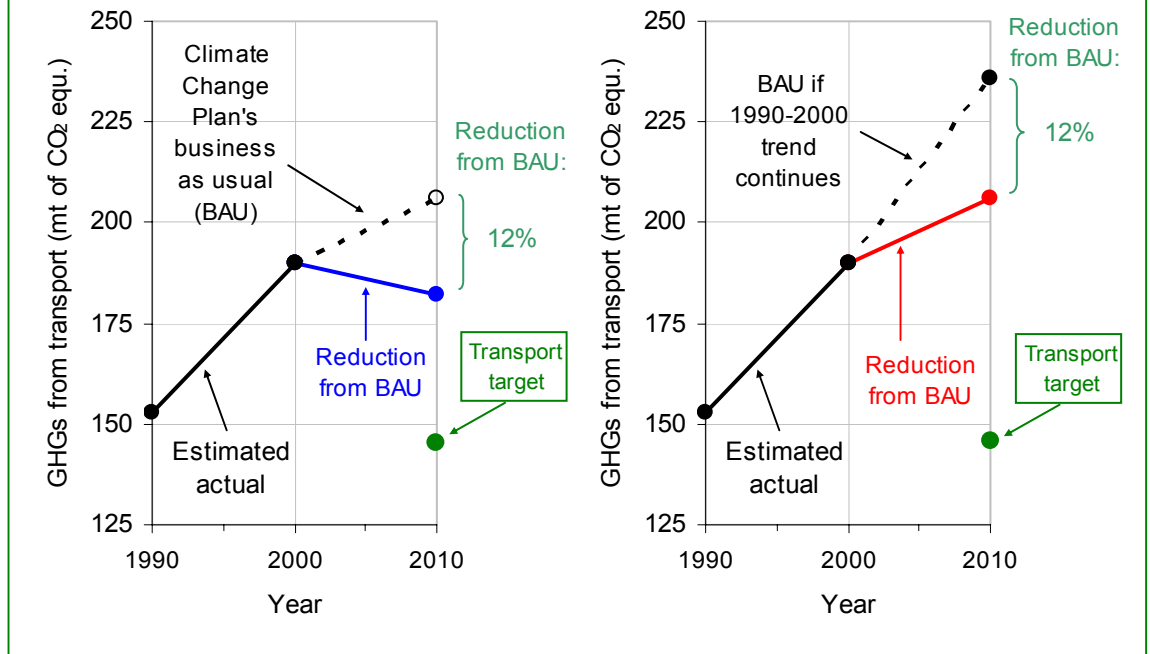 GHGs from transport (mt of CO2 equ.)
250
225
200
175
150
125
1990
2000
2010
Year
Climate
Change
Plan's
business
as usual
(BAU)
Reduction
from BAU:
12%
Reduction
from BAU
Transport
target
Estimated
actual
GHGs from transport (mt of CO2 equ.)
250
225
200
175
150
125
1990
2000
2010
Year
BAU if
1990-2000
trend
continues
Reduction
from BAU:
12%
Reduction
from BAU
Transport
target
Estimated
actual